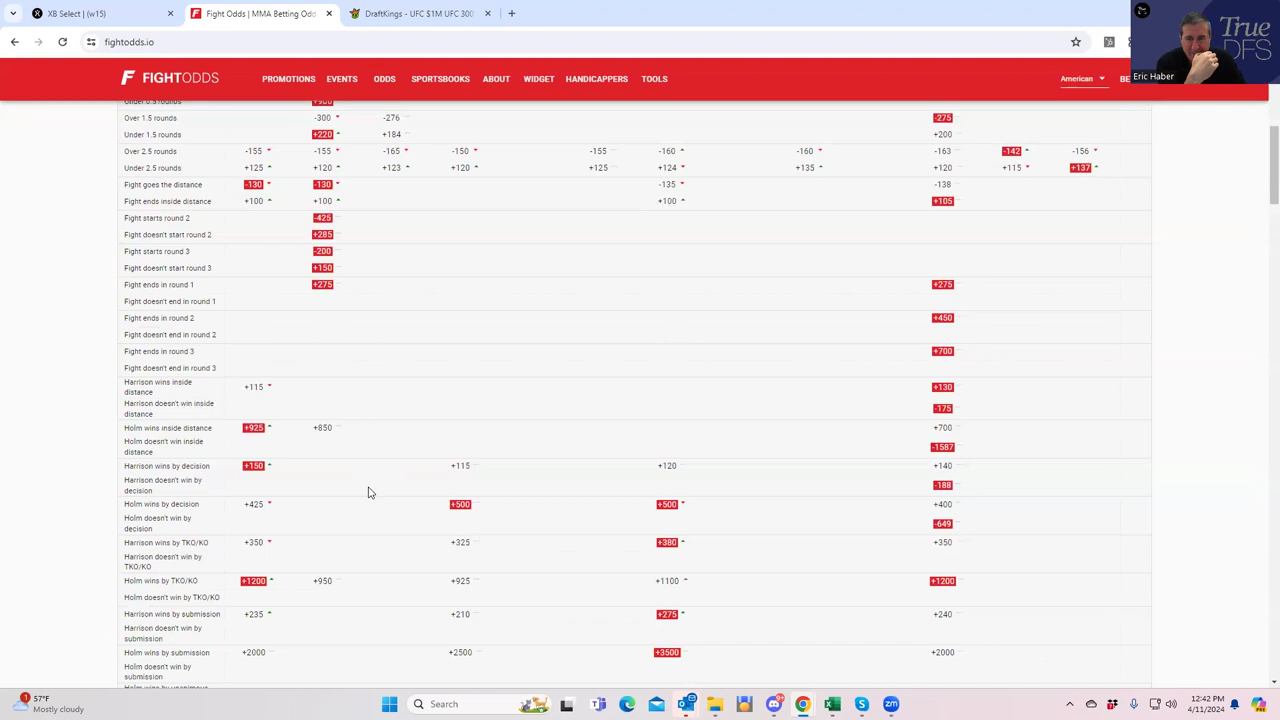 XB Select | (w15)
Fight Odds | MMA Betting Odd
DraftKings - UFC $1M UFC 300
fightodds.io
True
DFS
Eric Haber
FIGHTODDS
PROMOTIONS EVENTS ODDS SPORTSBOOKS ABOUT WIDGET HANDICAPPERS TOOLS American BE
Under 0.5 rounds +900
Over 1.5 rounds -300 -276 -275
Under 1.5 rounds +220 +184 +200
Over 2.5 rounds -155 -155 -165 -150 -155 -160 -160 -163 -142 -156
Under 2.5 rounds +125 +120 +123 +120 +125 +124 +135 +120 +115 +137
Fight goes the distance -130 -130 -135 -138
Fight ends inside distance +100 +100 +100 +105
Fight starts round 2 -425
Fight doesn't start round 2 +285
Fight starts round 3 -200
Fight doesn't start round 3 +150
Fight ends in round 1 +275 +275
Fight doesn't end in round 1
Fight ends in round 2 +450
Fight doesn't end in round 2
Fight ends in round 3 +700
Fight doesn't end in round 3
Harrison wins inside
distance +115 +130
Harrison doesn't win inside
distance -175
Holm wins inside distance +925 +850 +700
Holm doesn't win inside
distance -1587
Harrison wins by decision +150 +115 +120 +140
Harrison doesn't win by
decision -188
Holm wins by decision +425 +500 +500 +400
Holm doesn't win by
decision -649
Harrison wins by TKO/KO +350 +325 +380 +350
Harrison doesn't win by
TKO/KO
Holm wins by TKO/KO +1200 +950 +925 +1100 +1200
Holm doesn't win by TKO/KO
Harrison wins by submission +235 +210 +275 +240
Harrison doesn't win by
submission
Holm wins by submission +2000 +2500 +3500 +2000
Holm doesn't win by
submission
Holm wins by unanimous
57°F
Mostly cloudy
Search
12:42 PM
4/11/2024